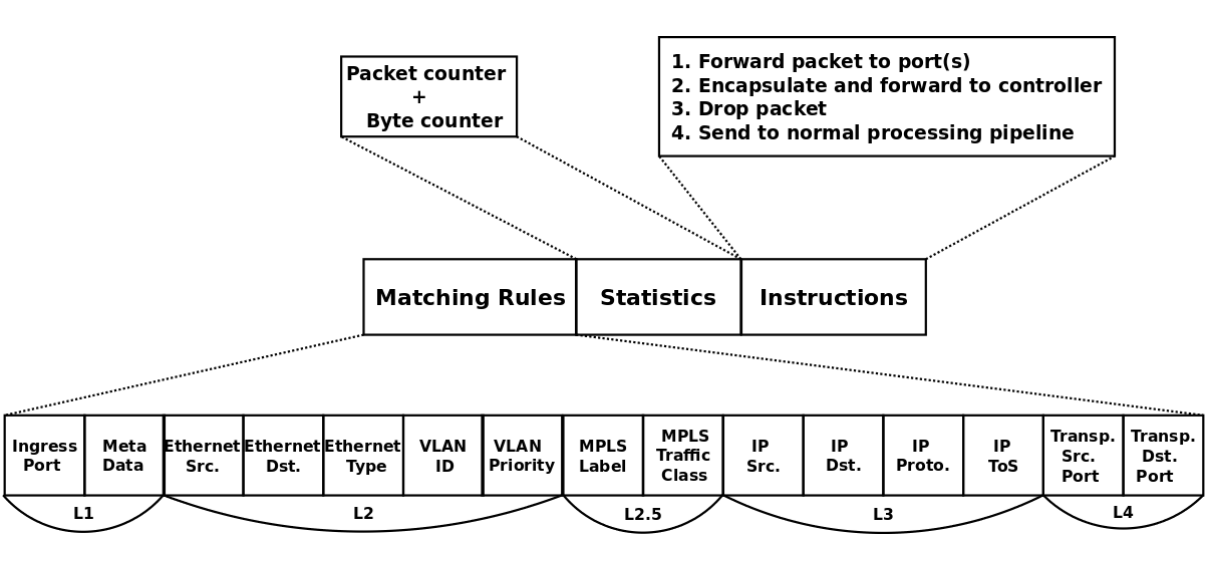 Packet counter
+
Byte counter
1. Forward packet to port(s)
2. Encapsulate and forward to controller
3. Drop packet
4. Send to normal processing pipeline
Matching Rules
Statistics
Instructions
Ingress
Port
Meta
Data
Ethernet
Src.
Ethernet
Dst.
Ethernet
Type
VLAN
ID
VLAN
Priority
MPLS
Label
MPLS
Traffic
Class
IP
Src.
IP
Dst.
IP
Proto.
IP
ToS
Transp.
Src.
Port
Transp.
Dst.
Port
L1
L2
L2.5
L3
L4